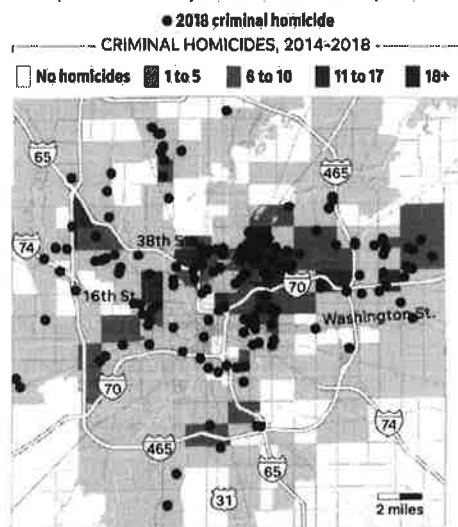 2018 criminal homicide
CRIMINAL HOMICIDES, 2014-2018
No homicides 1 to 5 6 to 10 11 to 17 18+
65
465
38th S
74
16th St.
70
Washington St.
70
74
465
65
31
2 miles